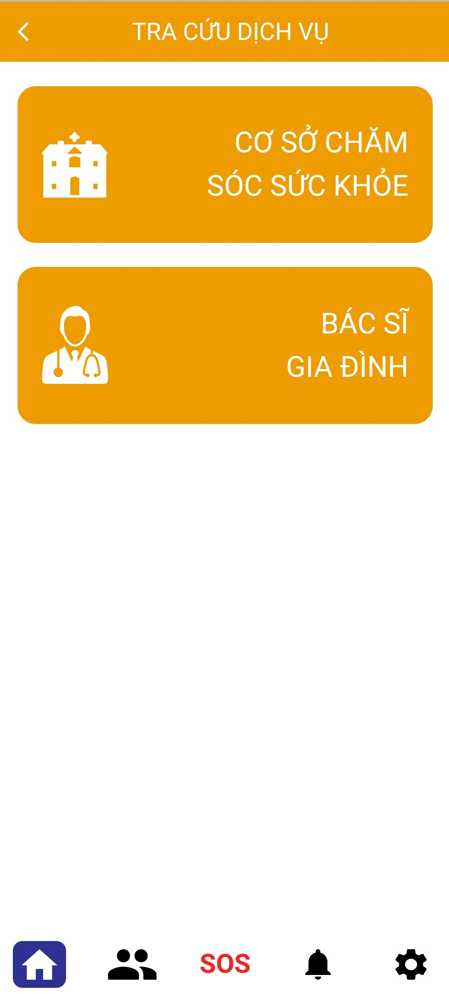 TRA CỨU DỊCH VỤ
CƠ SỞ CHĂM
SÓC SỨC KHỎE
BÁC SĨ
GIA ĐÌNH
SOS